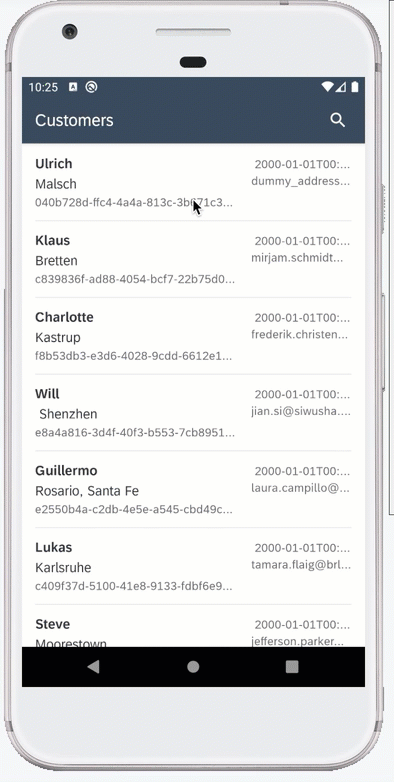 10:25
Customers
Ulrich 2000-01-01T00:...
Malsch dummy_address...
040b728d-ffc4-4a4a-813c-3b671c3...
Klaus 2000-01-01T00:...
Bretten mirjam.schmidt...
c839836f-ad88-4054-bcf7-22b75d0...
Charlotte 2000-01-01T00:...
Kastrup frederik.christen...
f8b53db3-e3d6-4028-9cdd-6612e1...
Will 2000-01-01T00:...
Shenzhen jian.si@siwusha....
e8a4a816-3d4f-40f3-b553-7cb8951...
Guillermo 2000-01-01T00:...
Rosario, Santa Fe laura.campillo@...
e2550b4a-c2db-4e5e-a545-cbd49c...
Lukas 2000-01-01T00:...
Karlsruhe tamara.flaig@brl...
c409f37d-5100-41e8-9133-fdbf6e9...
Steve 2000-01-01T00:...
Moorestown jefferson.parker...